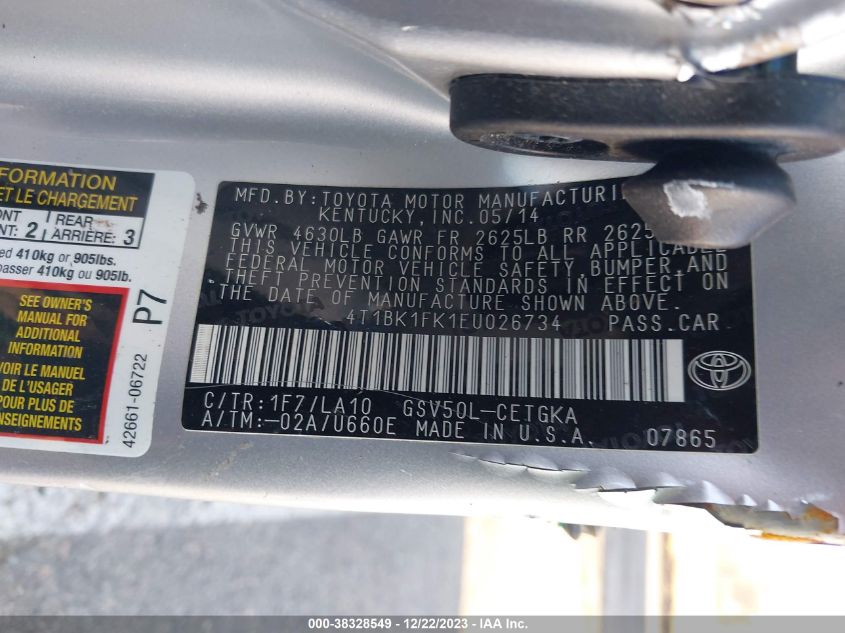 FORMATION
ET LE CHARGEMENT
ONT
NT: 2
REAR
ARRIÈRE: 3
ed 410kg or 905lbs.
passer 410kg ou 905lb.
SEE OWNER'S
MANUAL FOR
ADDITIONAL
INFORMATION
VOIR LE MANUEL
DE L'USAGER
POUR PLUS DE
ENSEIGNEMENTS
P7
42661-06722
MFD.BY:TOYOTA MOTOR MANUFACTURI
KENTUCKY,INC.05/14
GVWR 4630LB GAWR FR 2625LB RR 2625
THIS VEHICLE CONFORMS TO ALL APPLICABLE
FEDERAL MOTOR VEHICLE SAFETY,BUMPER,AND
THEFT PREVENTION STANDARDS IN EFFECT ON
THE DATE OF MANUFACTURE SHOWN ABOVE.
4T1BK1FK1EU026734 PASS.CAR
C/TR:1F7/LA10 GSV50L-CETGKA
A/TM:-02A/U660E MADE IN U.S.A. 07865
TOYOTA
000-38328549 - 12/22/2023 - IAA Inc.